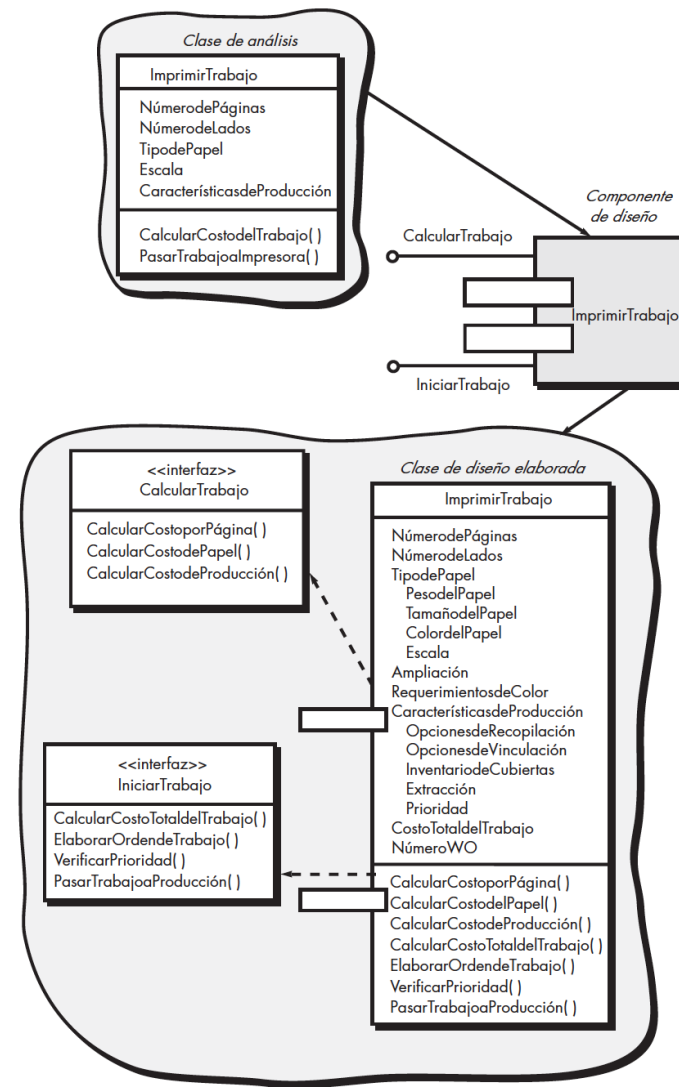 Clase de análisis
ImprimirTrabajo
NúmerodePáginas
NúmerodeLados
TipodePapel
Escala
CaracterísticasdeProducción
CalcularCostodelTrabajo( )
PasarTrabajoaImpresora( )
Componente
de diseño
CalcularTrabajo
ImprimirTrabajo
IniciarTrabajo
<<interfaz>>
CalcularTrabajo
CalcularCostoporPágina( )
CalcularCostodePapel( )
CalcularCostodeProducción( )
Clase de diseño elaborada
ImprimirTrabajo
NúmerodePáginas
NúmerodeLados
TipodePapel
PesodelPapel
TamañodelPapel
ColordelPapel
Escala
Ampliación
RequerimientosdeColor
CaracterísticasdeProducción
OpcionesdeRecopilación
OpcionesdeVinculación
InventariodeCubiertas
Extracción
Prioridad
CostoTotaldelTrabajo
NúmeroWO
CalcularCostoporPágina( )
CalcularCostodelPapel( )
CalcularCostodeProducción( )
CalcularCostoTotaldelTrabajo( )
ElaborarOrdendeTrabajo( )
VerificarPrioridad( )
PasarTrabajoaProducción( )
<<interfaz>>
IniciarTrabajo
CalcularCostoTotaldelTrabajo( )
ElaborarOrdendeTrabajo( )
VerificarPrioridad( )
PasarTrabajoaProducción( )